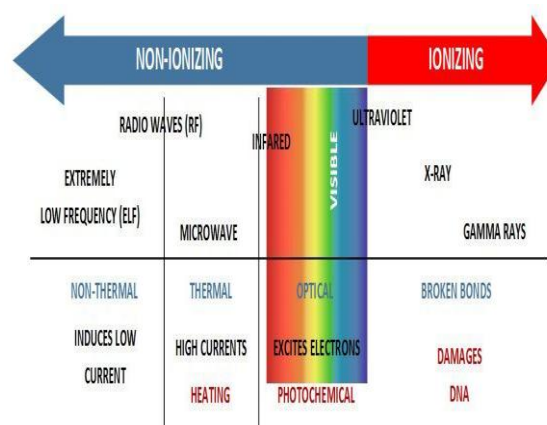 NON-IONIZING
IONIZING
RADIO WAVES (RF)
ULTRAVIOLET
INFARED
VISIBLE
EXTREMELY
LOW FREQUENCY (ELF)
X-RAY
MICROWAVE
GAMMA RAYS
NON-THERMAL
THERMAL
OPTICAL
BROKEN BONDS
INDUCES LOW
CURRENT
HIGH CURRENTS
EXCITES ELECTRONS
DAMAGES
DNA
HEATING
PHOTOCHEMICAL